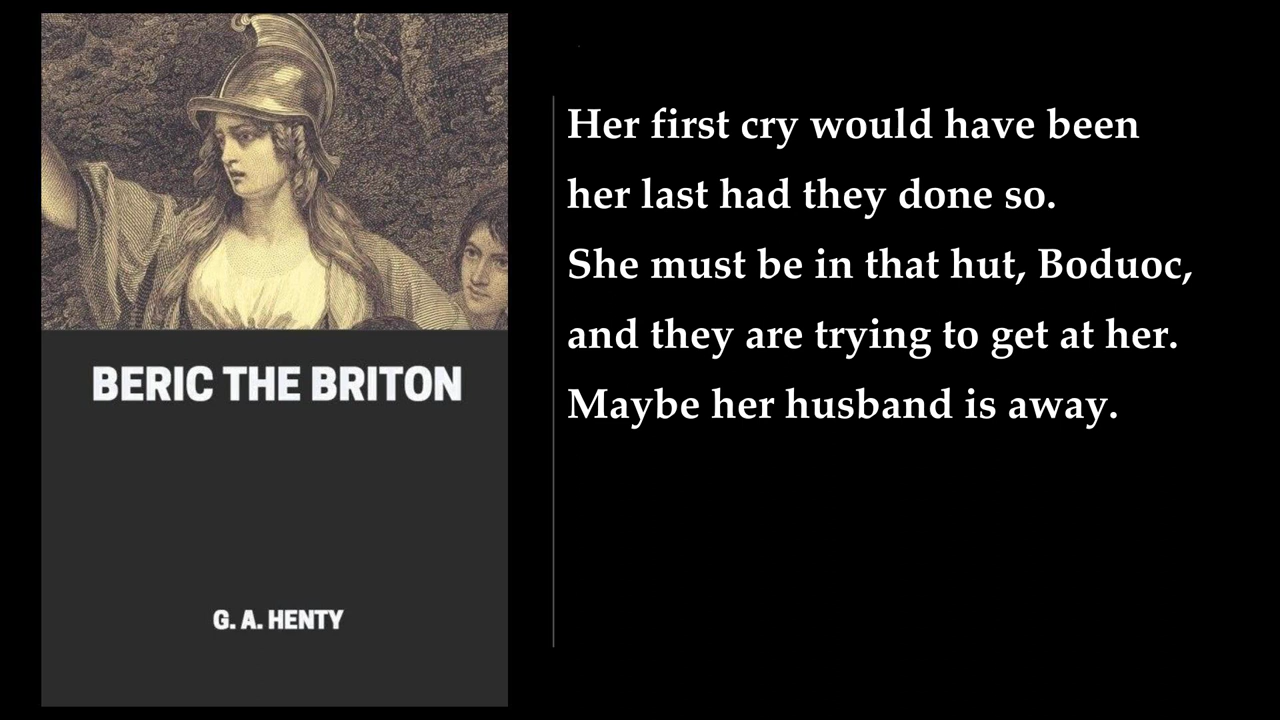 BERIC THE BRITON
G. A. HENTY
Her first cry would have been
her last had they done so.
She must be in that hut, Boduoc,
and they are trying to get at her.
Maybe her husband is away.